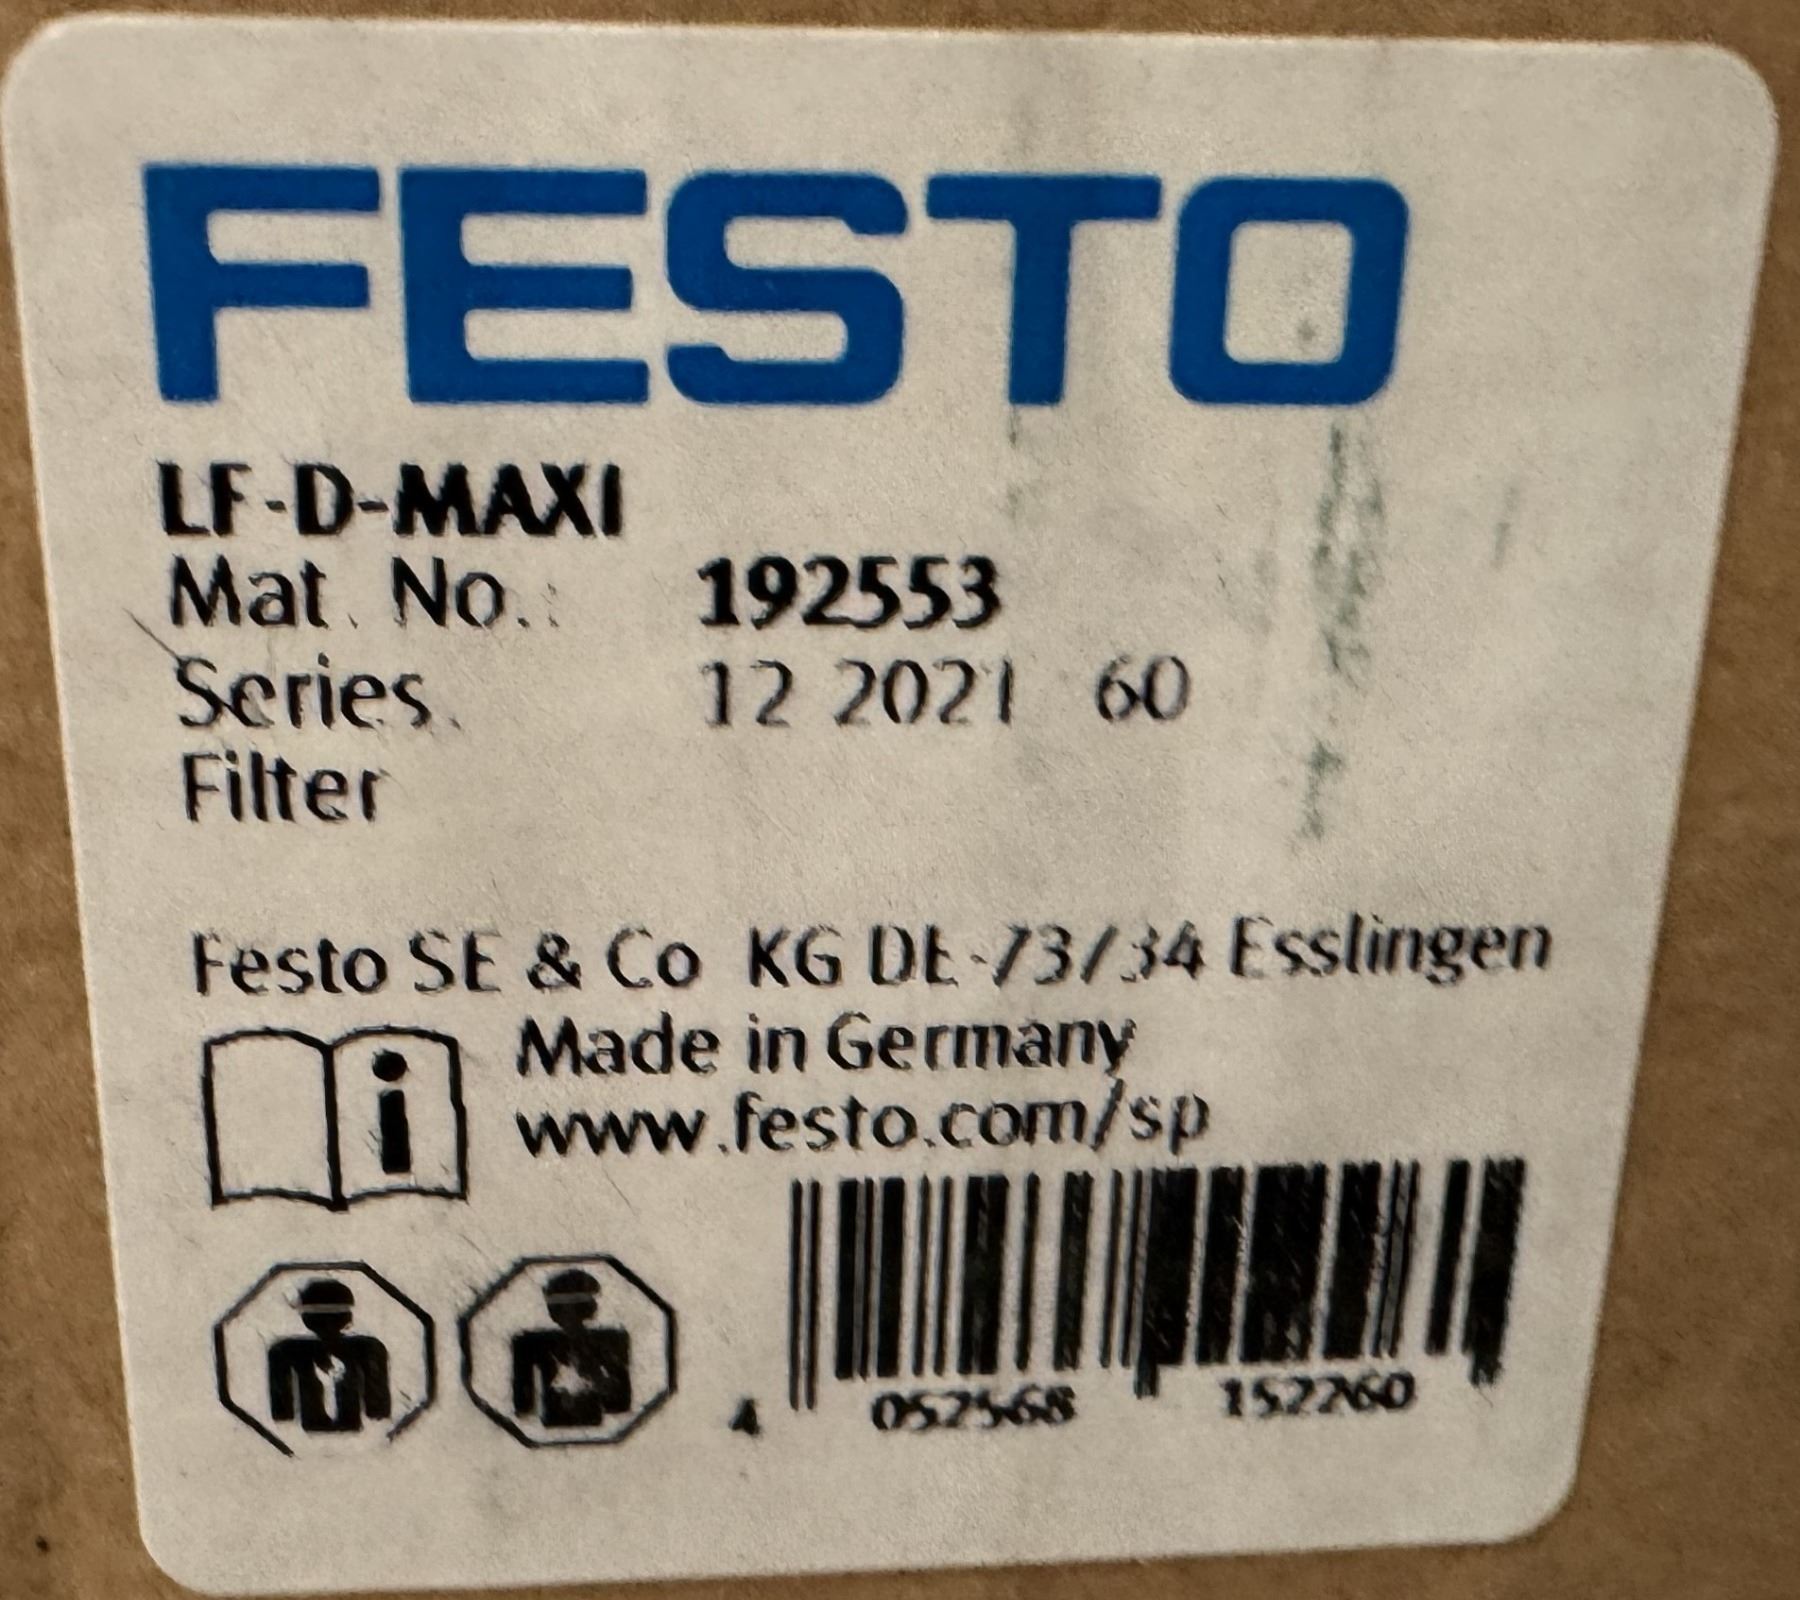 FESTO
LF-D-MAXI
Mat. No.: 192553
Series. 12 2021 60
Filter
Festo SE & Co KG DE-73734 Esslingen
Made in Germany
www.festo.com/sp
i
4 052568 152260